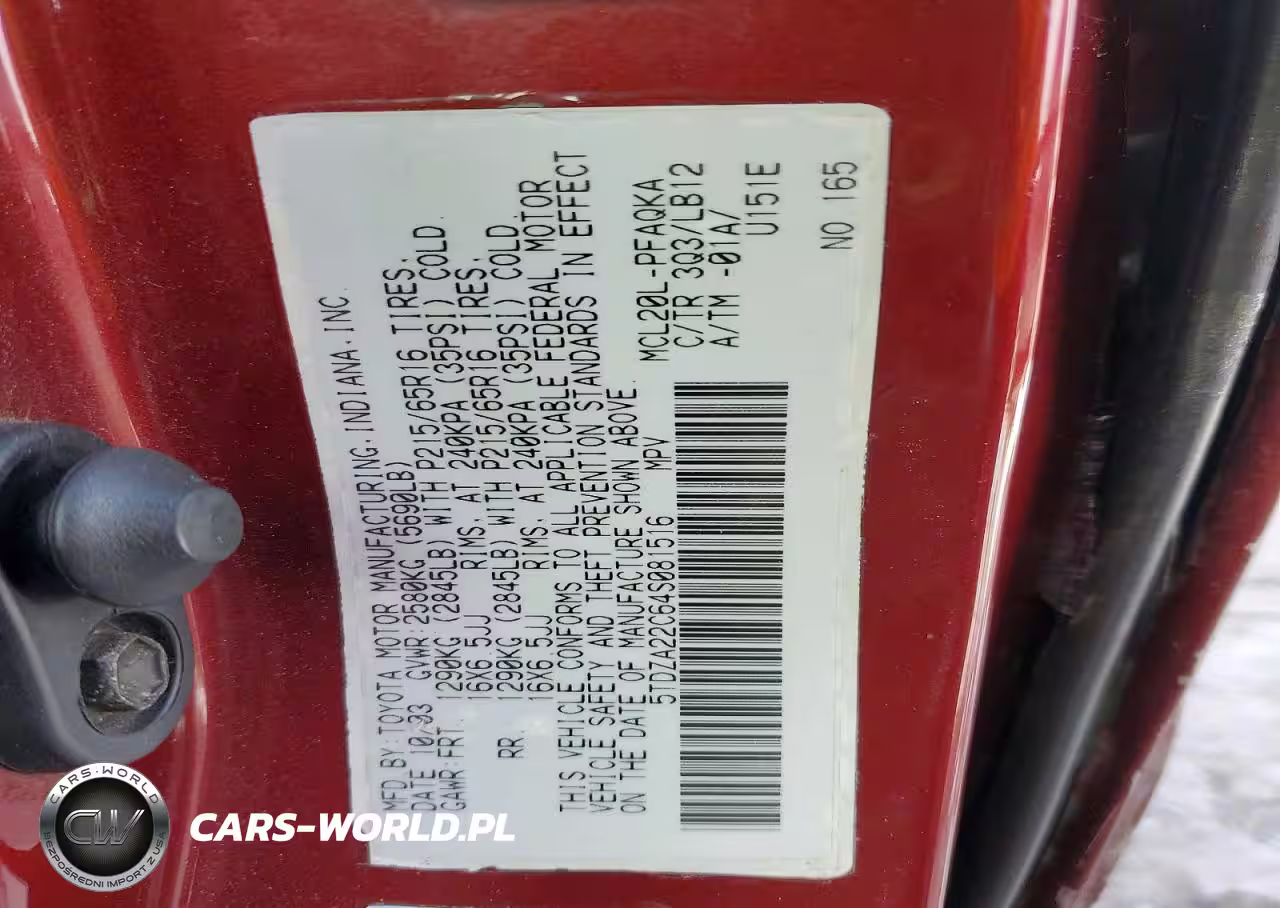 MFD.BY:TOYOTA MOTOR MANUFACTURING,INDIANA,INC.
DATE 10/03 GVWR:2580KG (5690LB)
GAWR:FRT. 1290KG (2845LB) WITH P215/65R16 TIRES,
16X6.5JJ RIMS, AT 240KPA (35PSI) COLD.
RR. 1290KG (2845LB) WITH P215/65R16 TIRES,
16X6.5JJ RIMS, AT 240KPA (35PSI) COLD.
THIS VEHICLE CONFORMS TO ALL APPLICABLE FEDERAL MOTOR
VEHICLE SAFETY AND THEFT PREVENTION STANDARDS IN EFFECT
ON THE DATE OF MANUFACTURE SHOWN ABOVE.
5TDZA22C64S081516 MPV
MCL20L-PFAQKA
C/TR 3Q3/LB12
A/TM -01A/
U151E
NO 165
CARS-WORLD
CW
BEZPOŚREDNI IMPORT Z USA
CARS-WORLD.PL